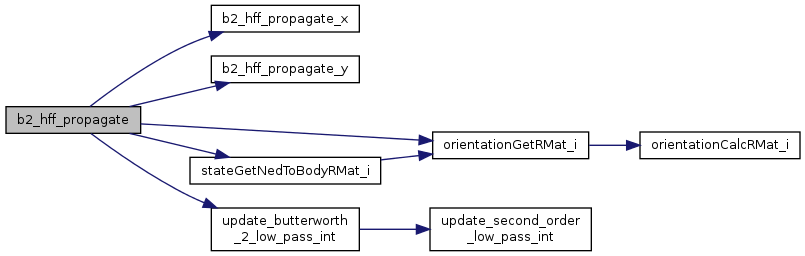 b2_hff_propagate_x
b2_hff_propagate_y
b2_hff_propagate
orientationGetRMat_i
orientationCalcRMat_i
stateGetNedToBodyRMat_i
update_butterworth
_2_low_pass_int
update_second_order
_low_pass_int